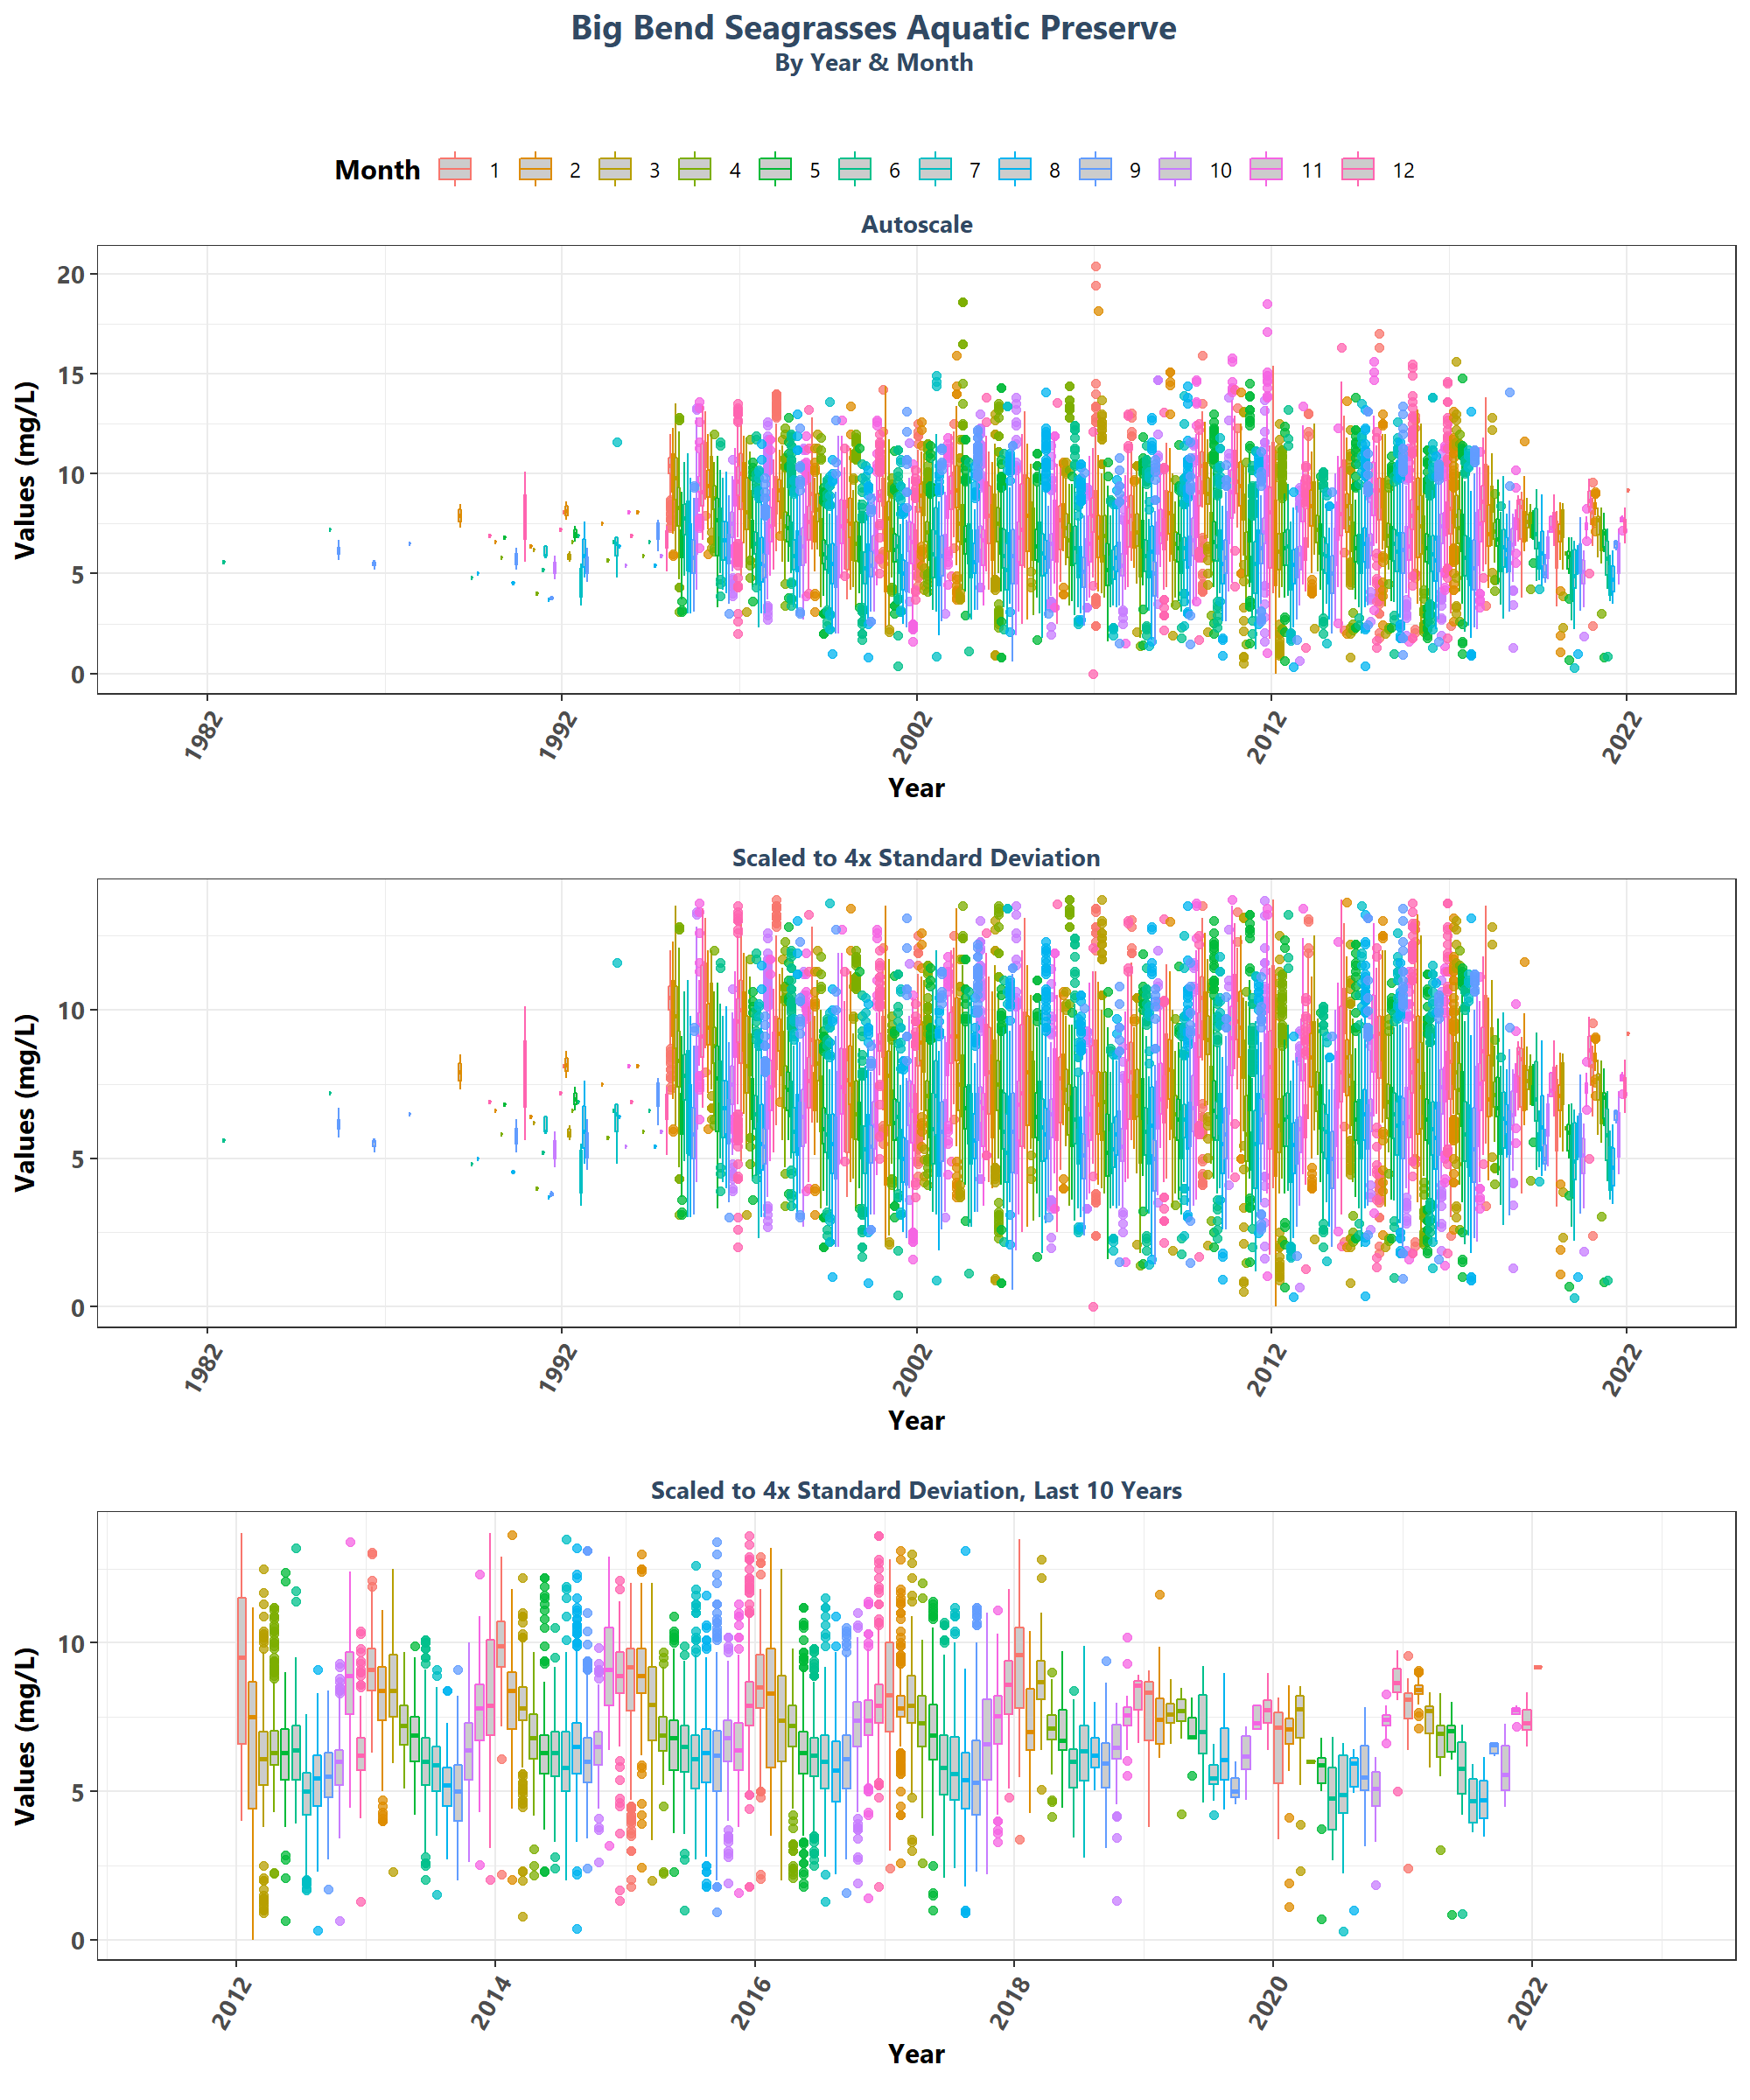 Big Bend Seagrasses Aquatic Preserve
By Year & Month
Month 1 2 3 4 5 6 7 8 9 10 11 12
Autoscale
Values (mg/L)
20
15
10
5
0
1982 1992 2002 2012 2022
Year
Scaled to 4x Standard Deviation
Values (mg/L)
10
5
0
1982 1992 2002 2012 2022
Year
Scaled to 4x Standard Deviation, Last 10 Years
Values (mg/L)
10
5
0
2012 2014 2016 2018 2020 2022
Year